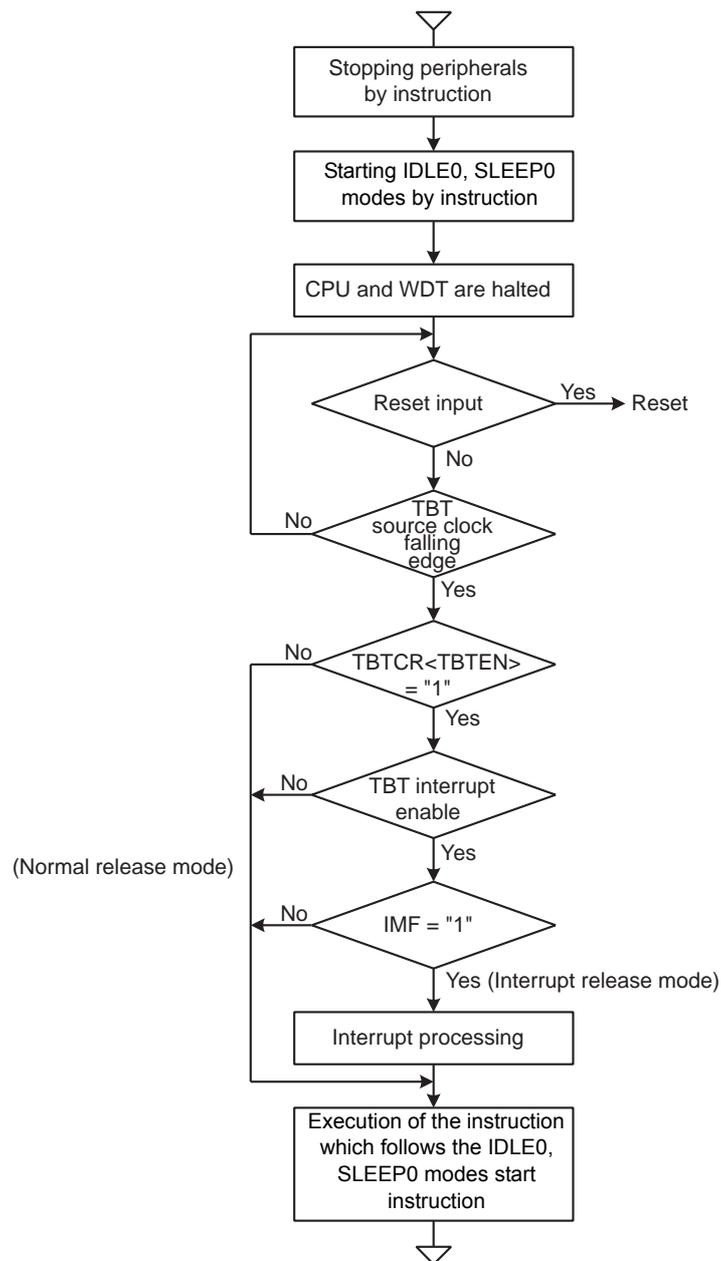 Stopping peripherals
by instruction
Starting IDLE0, SLEEP0
modes by instruction
CPU and WDT are halted
Reset input
Yes
Reset
No
No
TBT
source clock
falling
edge
Yes
No
TBTCR<TBTEN>
= "1"
Yes
No
TBT interrupt
enable
Yes
(Normal release mode)
No
IMF = "1"
Yes (Interrupt release mode)
Interrupt processing
Execution of the instruction
which follows the IDLE0,
SLEEP0 modes start
instruction